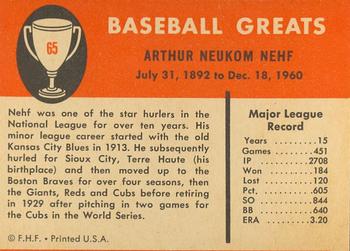 65
BASEBALL GREATS
ARTHUR NEUKOM NEHF
July 31, 1892 to Dec. 18, 1960
Nehf was one of the star hurlers in the
National League for over ten years. His
minor league career started with the old
Kansas City Blues in 1913. He subsequently
hurled for Sioux City, Terre Haute (his
birthplace) and then moved up to the
Boston Braves for over four seasons, then
the Giants, Reds and Cubs before retiring
in 1929 after pitching in two games for
the Cubs in the World Series.
© F.H.F. • Printed U.S.A.
Major League
Record
Years 15
Games 451
IP 2708
Won 184
Lost 120
Pct. .605
SO 844
BB 640
ERA 3.20